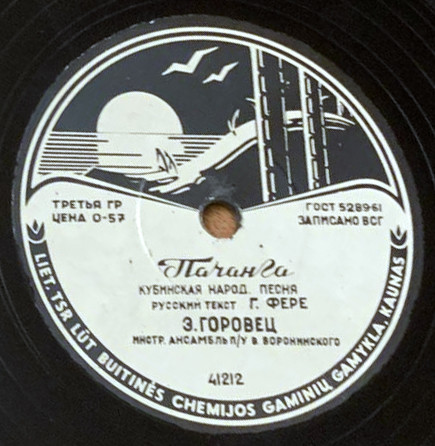 ТРЕТЬЯ ГР
ЦЕНА 0-57
ГОСТ 5289-61
ЗАПИСАНО ВСГ
Пачанга
КУБИНСКАЯ НАРОД. ПЕСНЯ
РУССКИЙ ТЕКСТ Г. ФЕРЕ
Э.ГОРОВЕЦ
ИНСТР. АНСАМБЛЬ П/У В. ВОРОНИНСКОГО
41212
LIET. TSR LŪT BUITINĖS CHEMIJOS GAMINIŲ GAMYKLA. KAUNAS